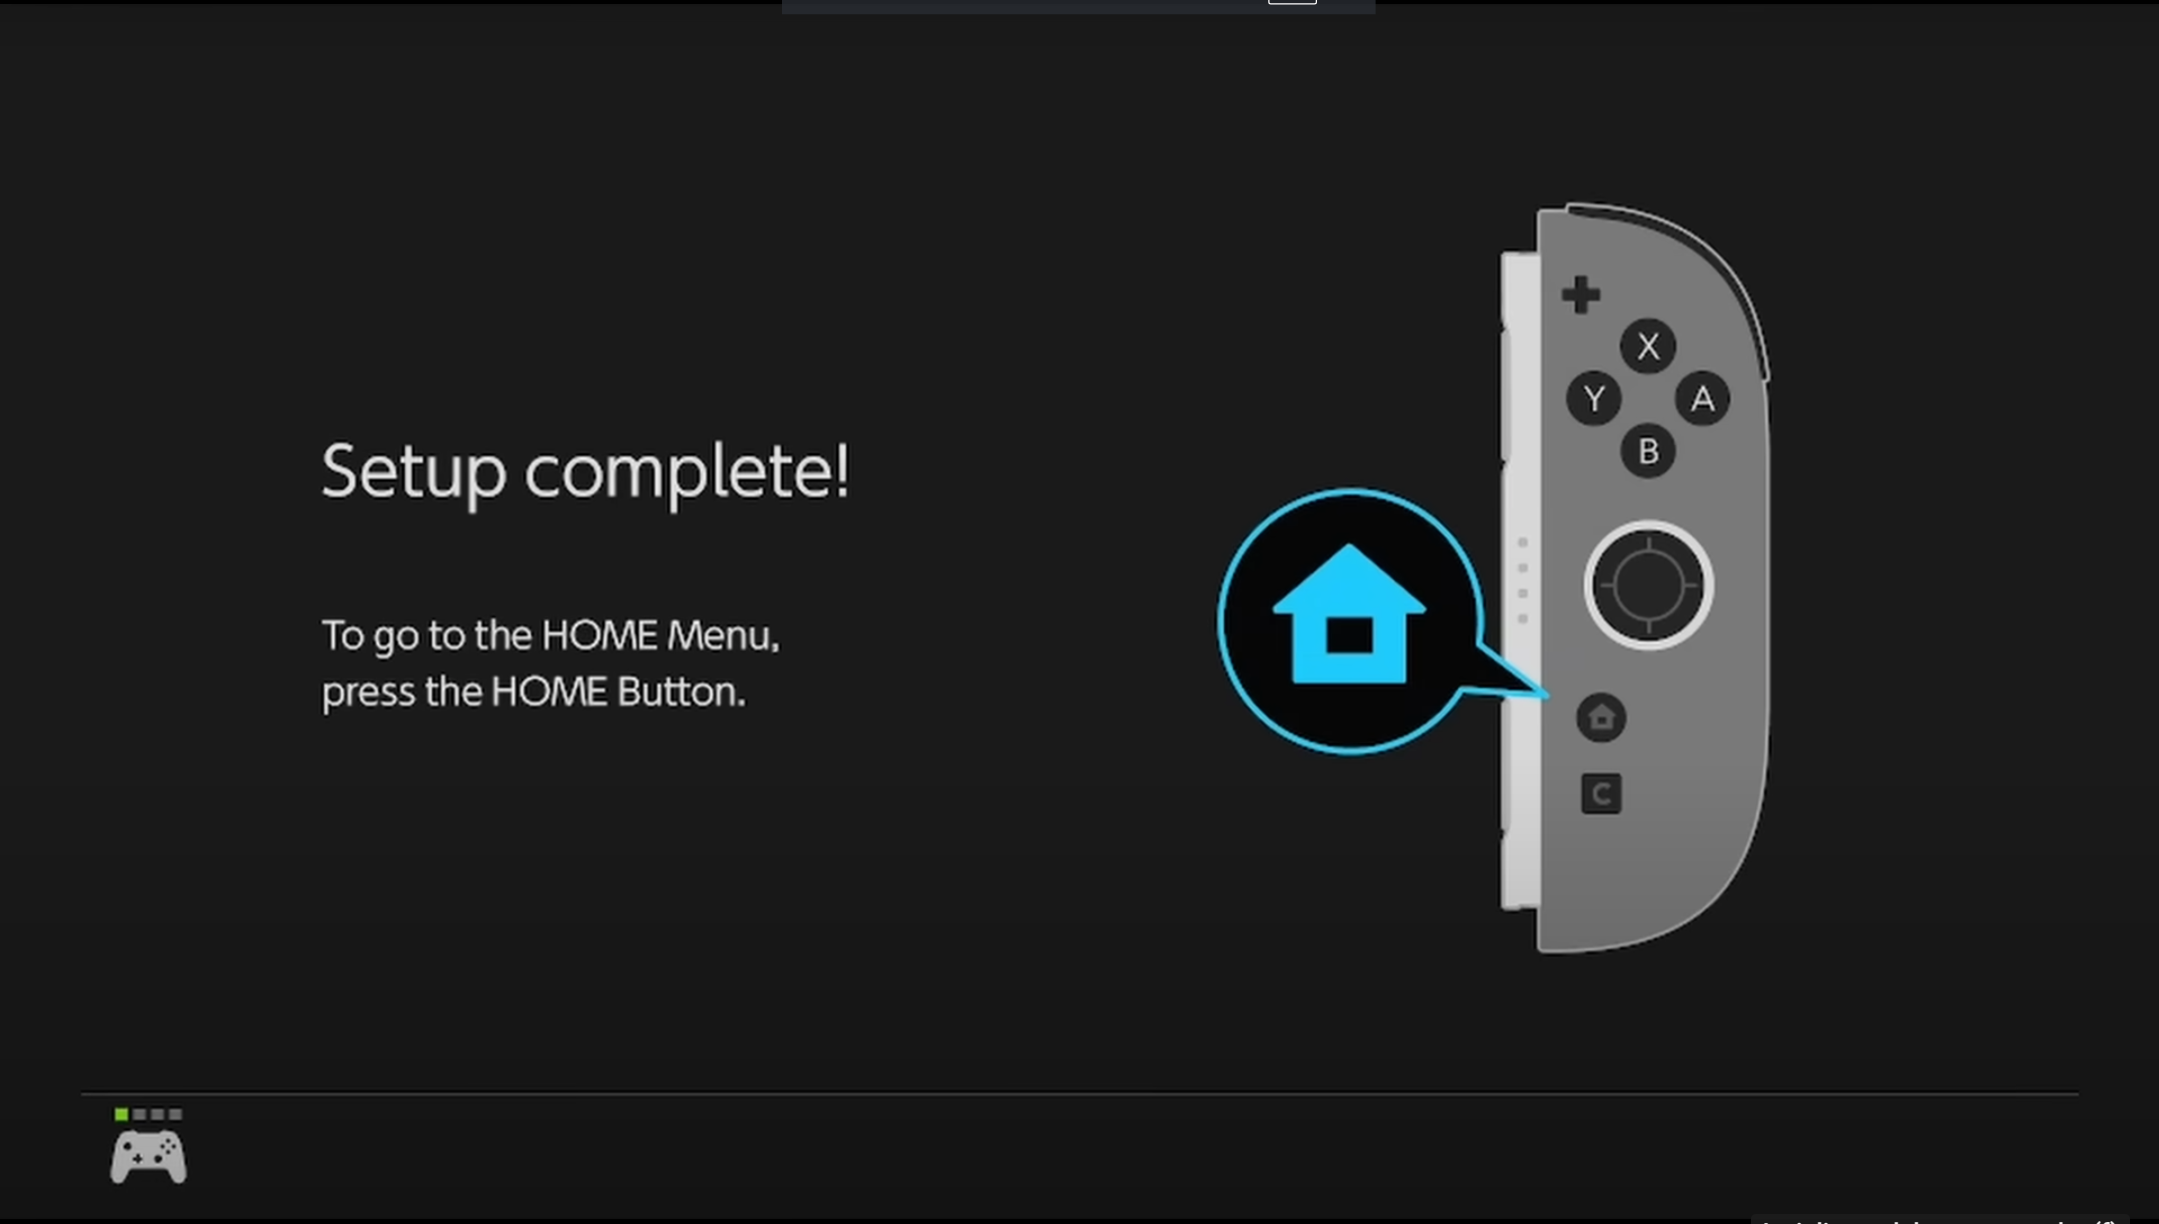 Setup complete!
To go to the HOME Menu,
press the HOME Button.
X
Y
A
B
C